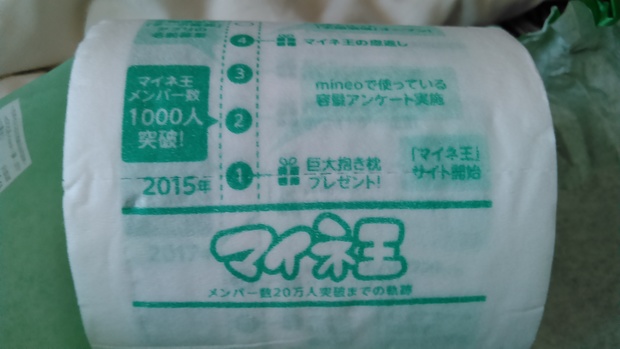 4
マイネ王の恩返し
3
マイネ王
メンバー数
1000人
突破!
mineoで使っている
容量アンケート実施
2
1
巨大抱き枕
プレゼント!
「マイネ王」
サイト開始
2015年
マイネ王
メンバー数20万人突破までの軌跡
2017